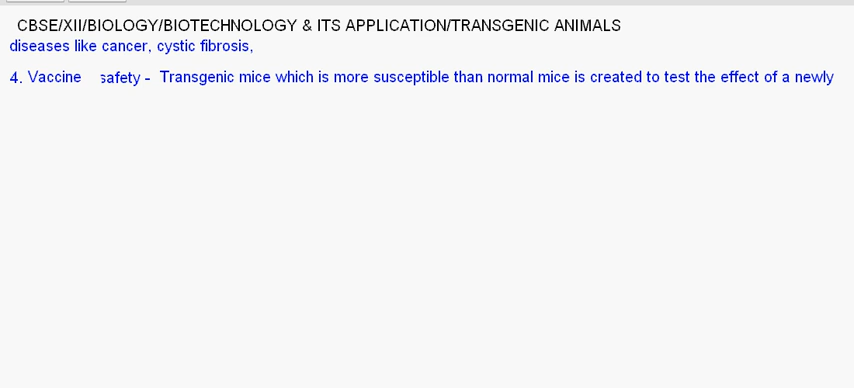 CBSE/XII/BIOLOGY/BIOTECHNOLOGY & ITS APPLICATION/TRANSGENIC ANIMALS
diseases like cancer, cystic fibrosis,
4. Vaccine safety - Transgenic mice which is more susceptible than normal mice is created to test the effect of a newly